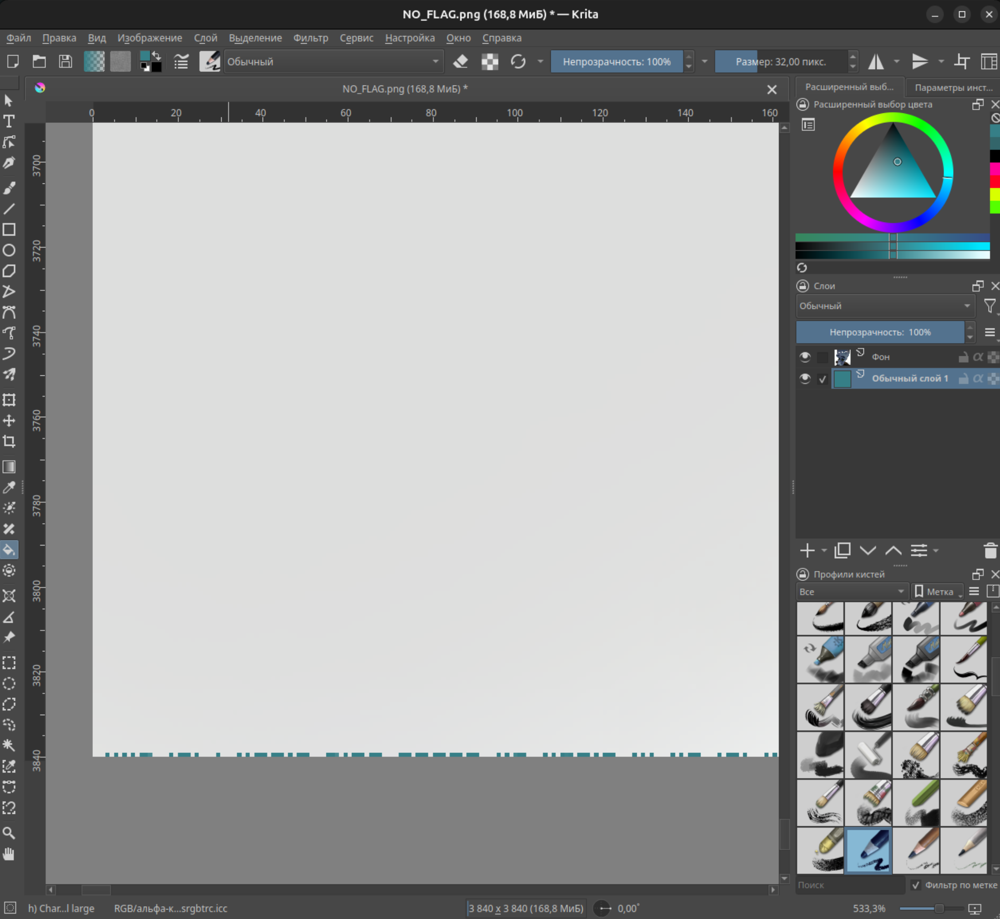 NO_FLAG.png (168,8 МиБ) * — Krita
Файл Правка Вид Изображение Слой Выделение Фильтр Сервис Настройка Окно Справка
Обычный Непрозрачность: 100% Размер: 32,00 пикс.
NO_FLAG.png (168,8 МиБ) *
Расширенный выб... Параметры инст...
Расширенный выбор цвета
0 20 40 60 80 100 120 140 160
3700
3720
3740
3760
3780
3800
3820
3840
Слои
Обычный
Непрозрачность: 100%
Фон
Обычный слой 1
Профили кистей
Все Метка
Поиск Фильтр по метке
h) Char...l large RGB/альфа-к...srgbtrc.icc 3 840 x 3 840 (168,8 МиБ) 0,00° 533,3%